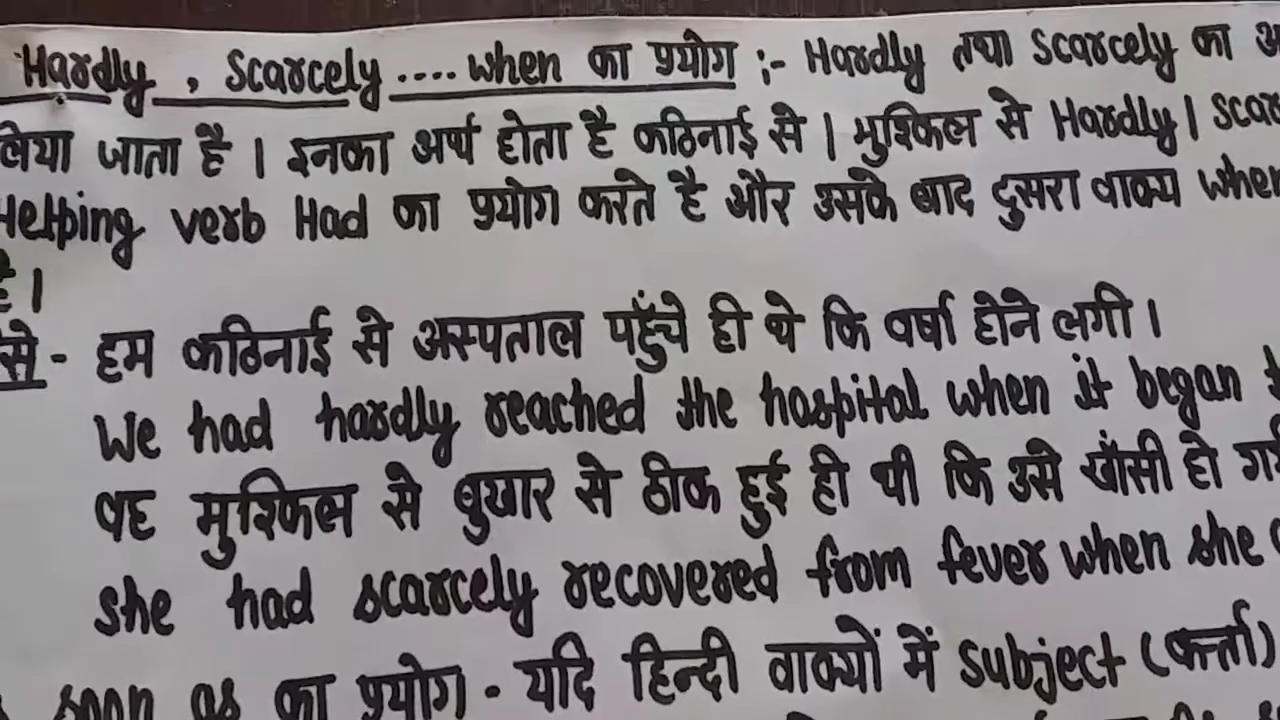 Hardly , Scarcely .... when का प्रयोग :- Hardly तथा Scarcely का
लिया जाता है । इनका अर्थ होता है कठिनाई से । मुश्किल से Hardly । Scar
Helping verb Had का प्रयोग करते है और उसके बाद दुसरा वाक्य when
है ।
से - हम कठिनाई से अस्पताल पहुँचे ही थे कि वर्षा होने लगी ।
We had hardly reached the hospital when it began
वह मुश्किल से बुखार से ठीक हुई ही थी कि उसे खाँसी हो
she had scarcely recovered from fever when she
soon as का प्रयोग - यदि हिन्दी वाक्यों में subject (कर्त्ता)